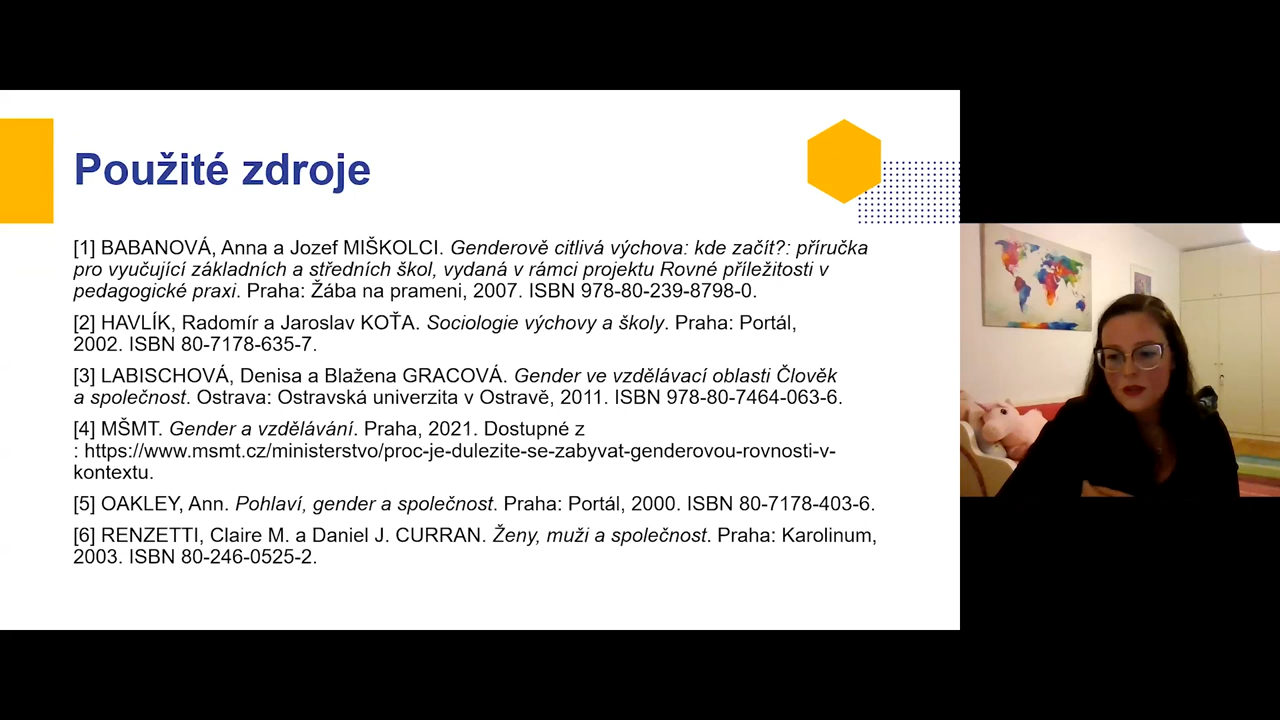 Použité zdroje
[1] BABANOVÁ, Anna a Jozef MIŠKOLCI. Genderově citlivá výchova: kde začít?: příručka
pro vyučující základních a středních škol, vydaná v rámci projektu Rovné příležitosti v
pedagogické praxi. Praha: Žába na prameni, 2007. ISBN 978-80-239-8798-0.
[2] HAVLÍK, Radomír a Jaroslav KOŤA. Sociologie výchovy a školy. Praha: Portál,
2002. ISBN 80-7178-635-7.
[3] LABISCHOVÁ, Denisa a Blažena GRACOVÁ. Gender ve vzdělávací oblasti Člověk
a společnost. Ostrava: Ostravská univerzita v Ostravě, 2011. ISBN 978-80-7464-063-6.
[4] MŠMT. Gender a vzdělávání. Praha, 2021. Dostupné z
: https://www.msmt.cz/ministerstvo/proc-je-dulezite-se-zabyvat-genderovou-rovnosti-v-
kontextu.
[5] OAKLEY, Ann. Pohlaví, gender a společnost. Praha: Portál, 2000. ISBN 80-7178-403-6.
[6] RENZETTI, Claire M. a Daniel J. CURRAN. Ženy, muži a společnost. Praha: Karolinum,
2003. ISBN 80-246-0525-2.